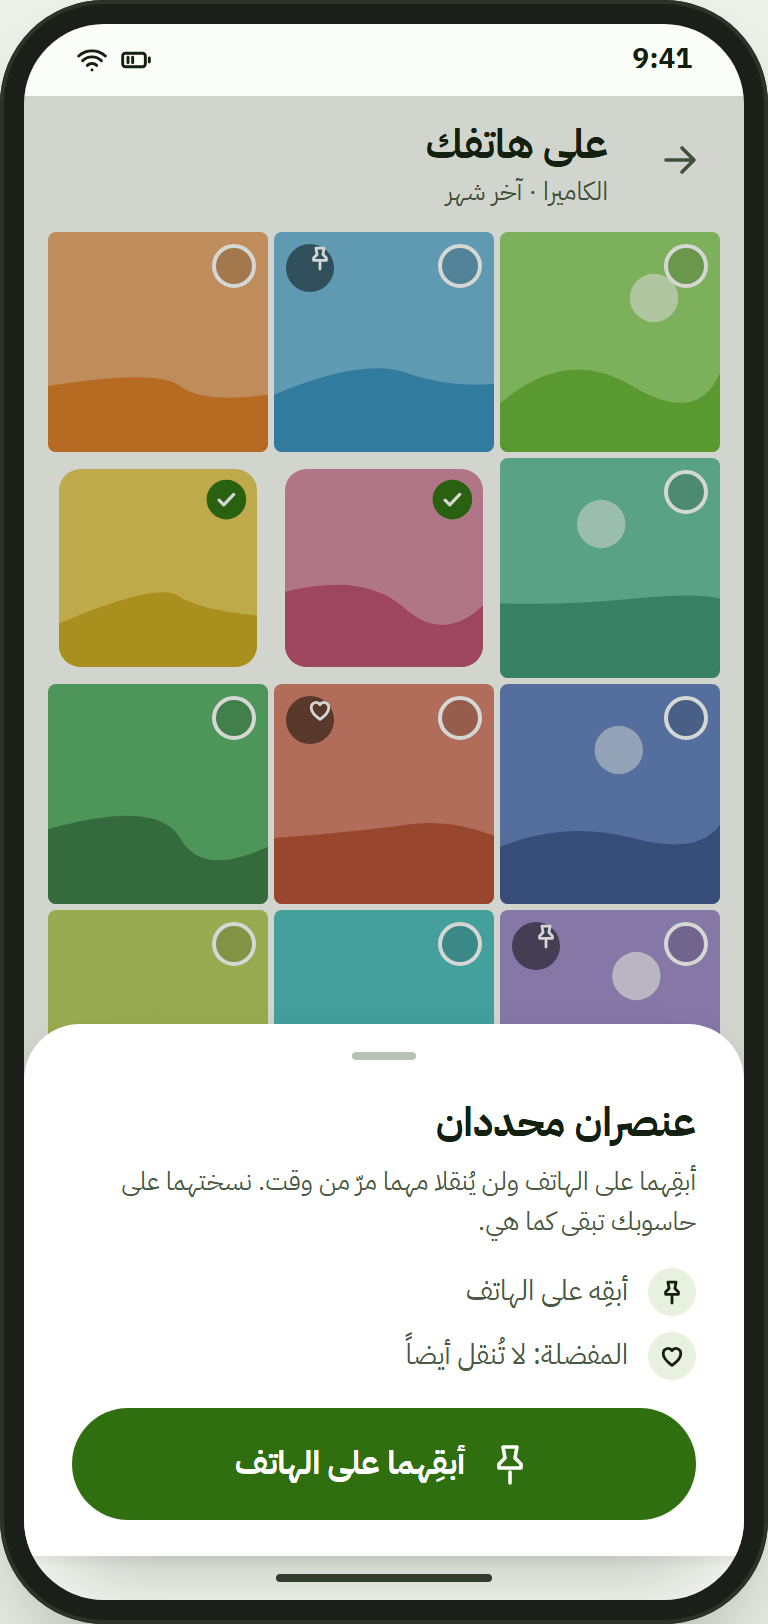 9:41
على هاتفك
الكاميرا · آخر شهر
عنصران محددان
أبقِهما على الهاتف ولن يُنقلا مهما مرّ من وقت. نسختهما على
حاسوبك تبقى كما هي.
أبقِه على الهاتف
المفضلة: لا تُنقل أيضاً
أبقِهما على الهاتف